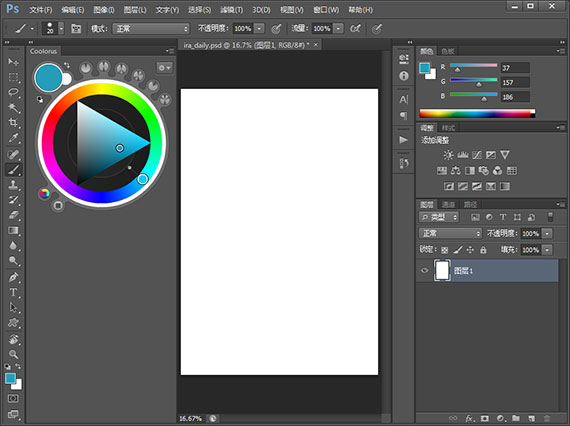 Ps 文件(F) 编辑(E) 图像(I) 图层(L) 文字(Y) 选择(S) 滤镜(T) 3D(D) 视图(V) 窗口(W) 帮助(H)
20 模式: 正常 不透明度: 100% 流量: 100%
Coolorus
ira_daily.psd @ 16.7% (图层1, RGB/8#) *
颜色 色板
R 37
G 157
B 186
调整 样式
添加调整
图层 通道 路径
类型
正常 不透明度: 100%
锁定: 填充: 100%
图层1
16.67%